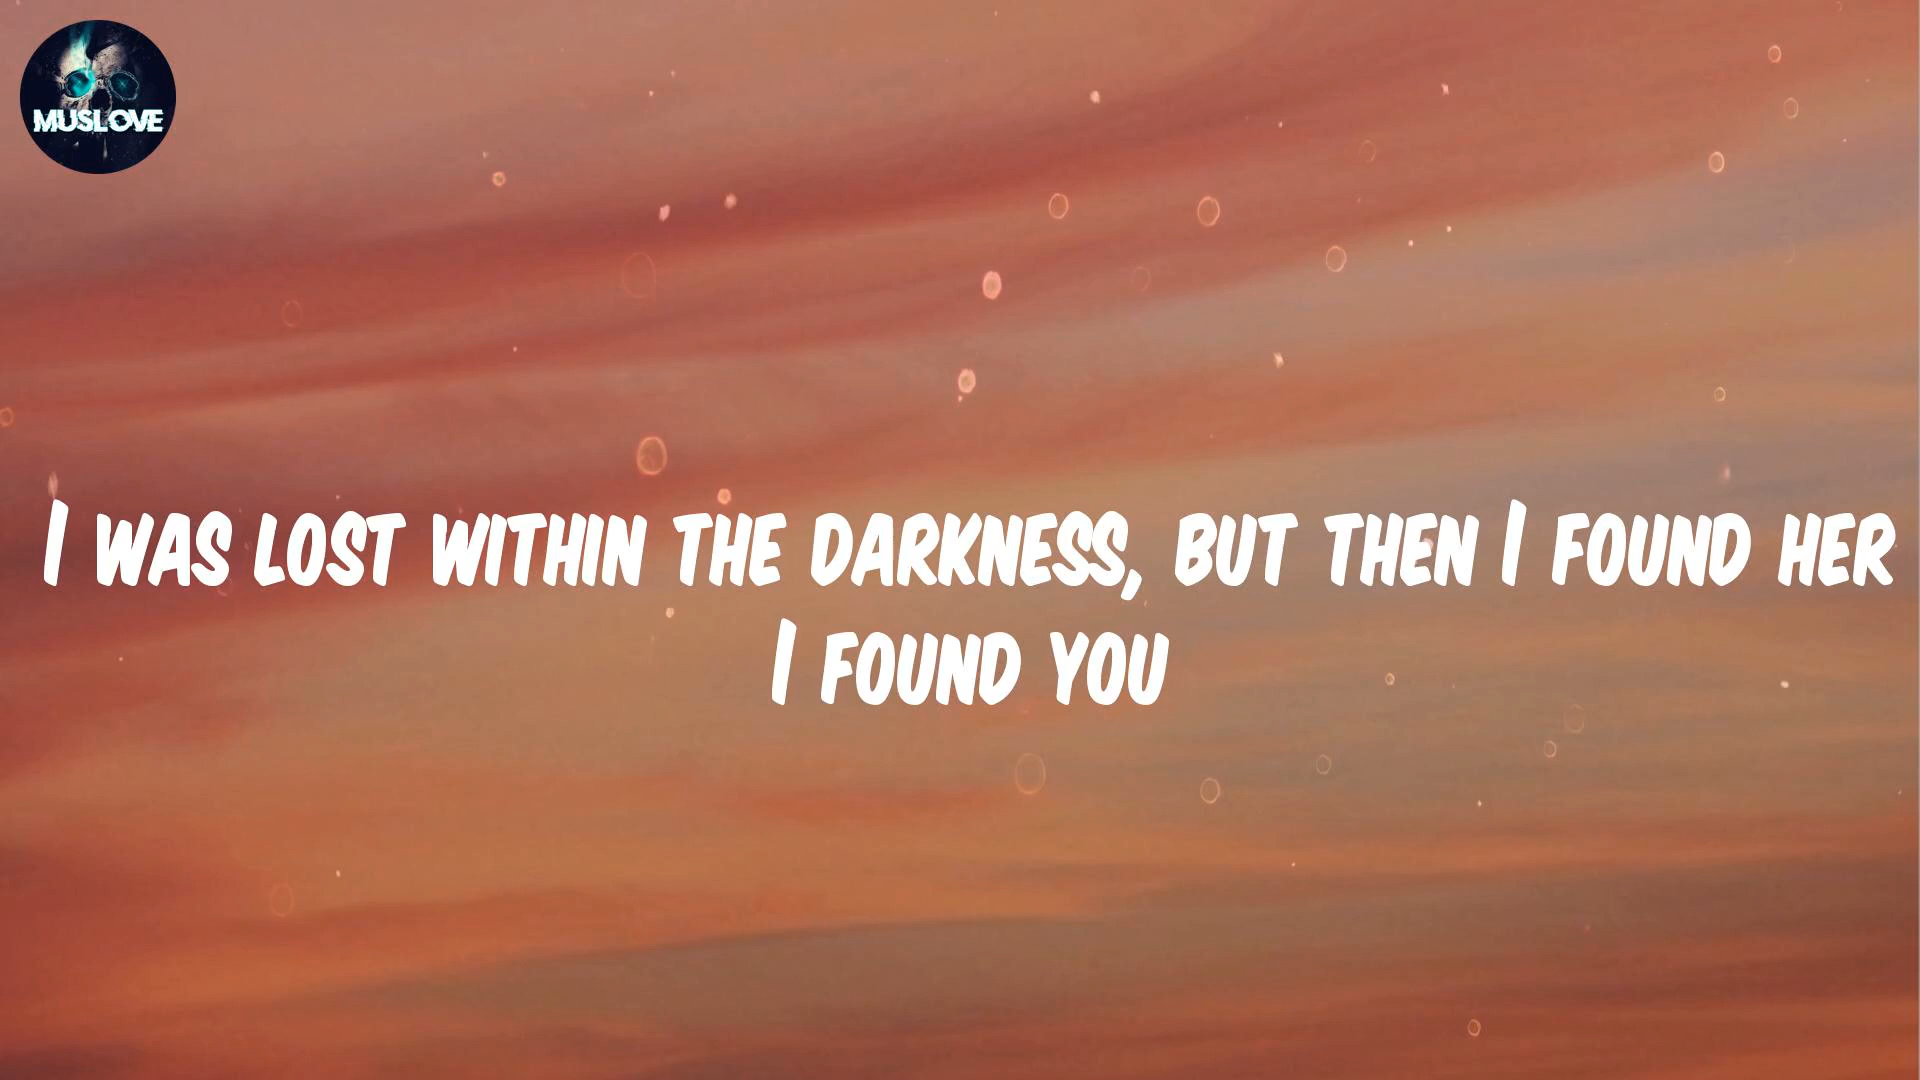 MUSLOVE
I WAS LOST WITHIN THE DARKNESS, BUT THEN I FOUND HER
I FOUND YOU